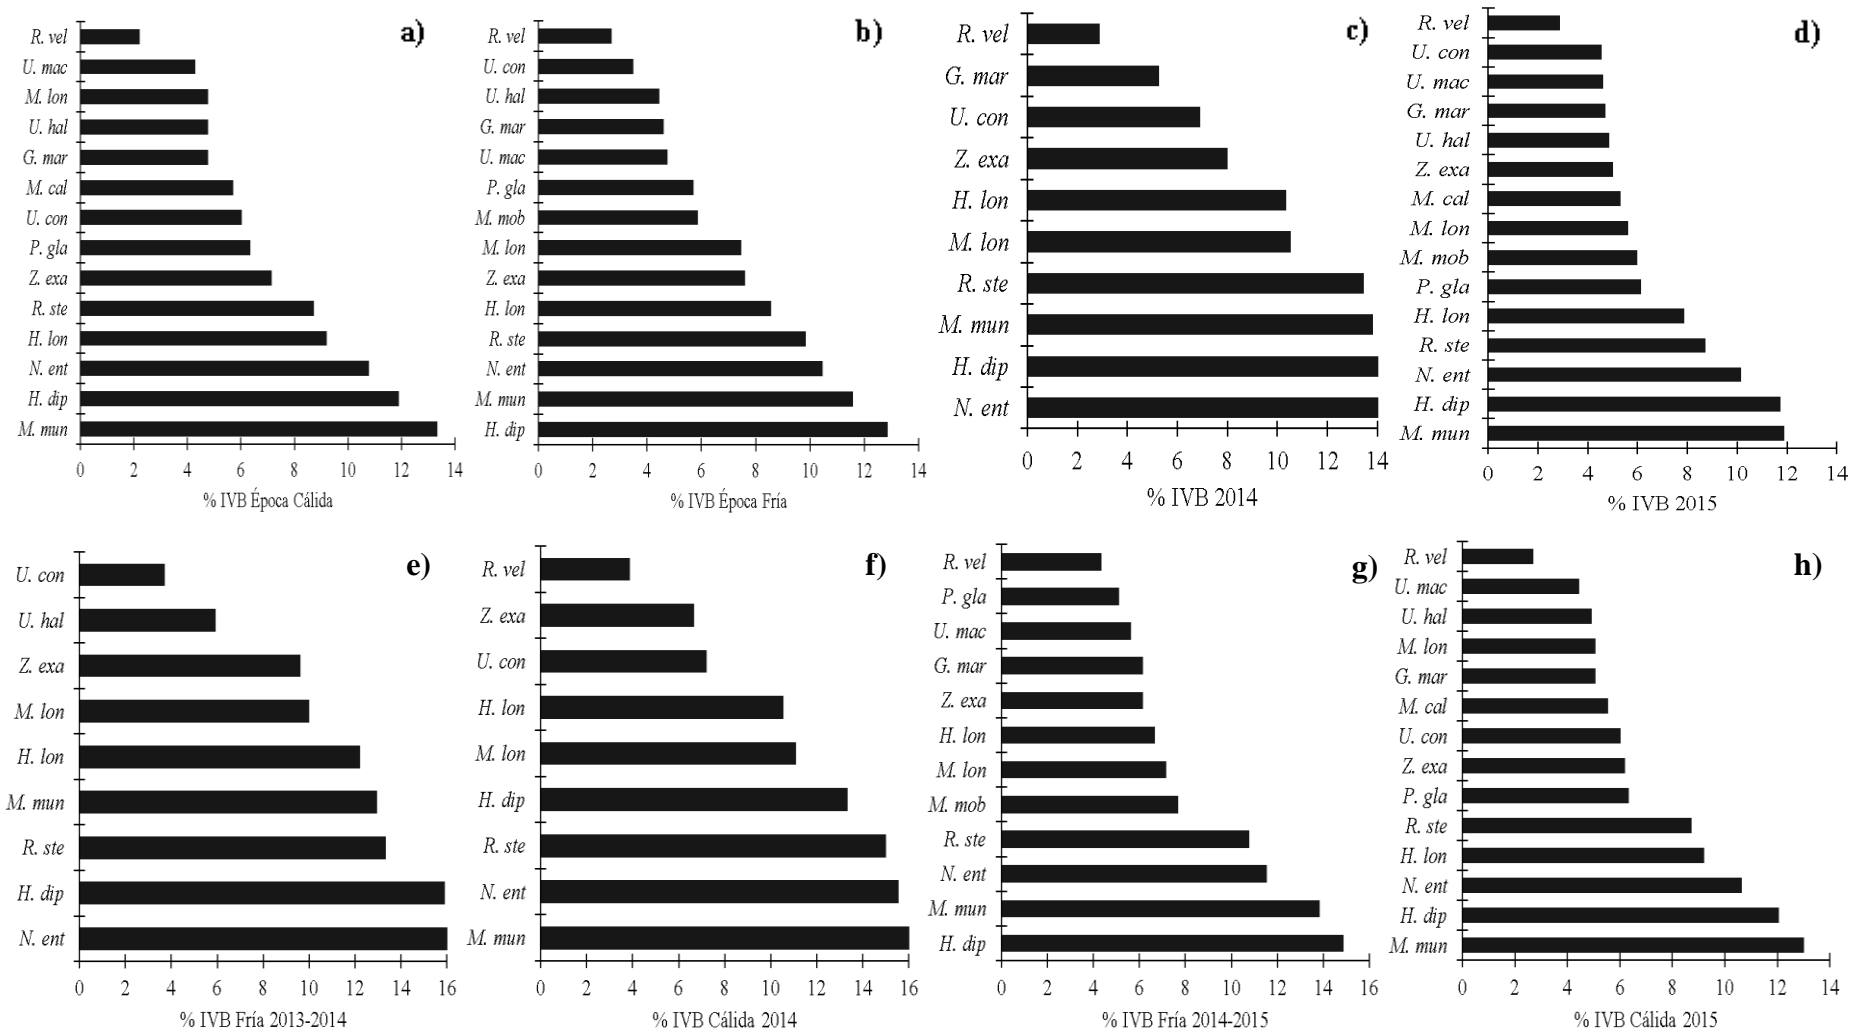 a)
R. vel
U. mac
M. lon
U. hal
G. mar
M. cal
U. con
P. gla
Z. exa
R. ste
H. lon
N. ent
H. dip
M. mun
0 2 4 6 8 10 12 14
% IVB Época Cálida
b)
R. vel
U. con
U. hal
G. mar
U. mac
P. gla
M. mob
M. lon
Z. exa
H. lon
R. ste
N. ent
M. mun
H. dip
0 2 4 6 8 10 12 14
% IVB Época Fría
c)
R. vel
G. mar
U. con
Z. exa
H. lon
M. lon
R. ste
M. mun
H. dip
N. ent
0 2 4 6 8 10 12 14
% IVB 2014
d)
R. vel
U. con
U. mac
G. mar
U. hal
Z. exa
M. cal
M. lon
M. mob
P. gla
H. lon
R. ste
N. ent
H. dip
M. mun
0 2 4 6 8 10 12 14
% IVB 2015
e)
U. con
U. hal
Z. exa
M. lon
H. lon
M. mun
R. ste
H. dip
N. ent
0 2 4 6 8 10 12 14 16
% IVB Fría 2013-2014
f)
R. vel
Z. exa
U. con
H. lon
M. lon
H. dip
R. ste
N. ent
M. mun
0 2 4 6 8 10 12 14 16
% IVB Cálida 2014
g)
R. vel
P. gla
U. mac
G. mar
Z. exa
H. lon
M. lon
M. mob
R. ste
N. ent
M. mun
H. dip
0 2 4 6 8 10 12 14 16
% IVB Fría 2014-2015
h)
R. vel
U. mac
U. hal
M. lon
G. mar
M. cal
U. con
Z. exa
P. gla
R. ste
H. lon
N. ent
H. dip
M. mun
0 2 4 6 8 10 12 14
% IVB Cálida 2015